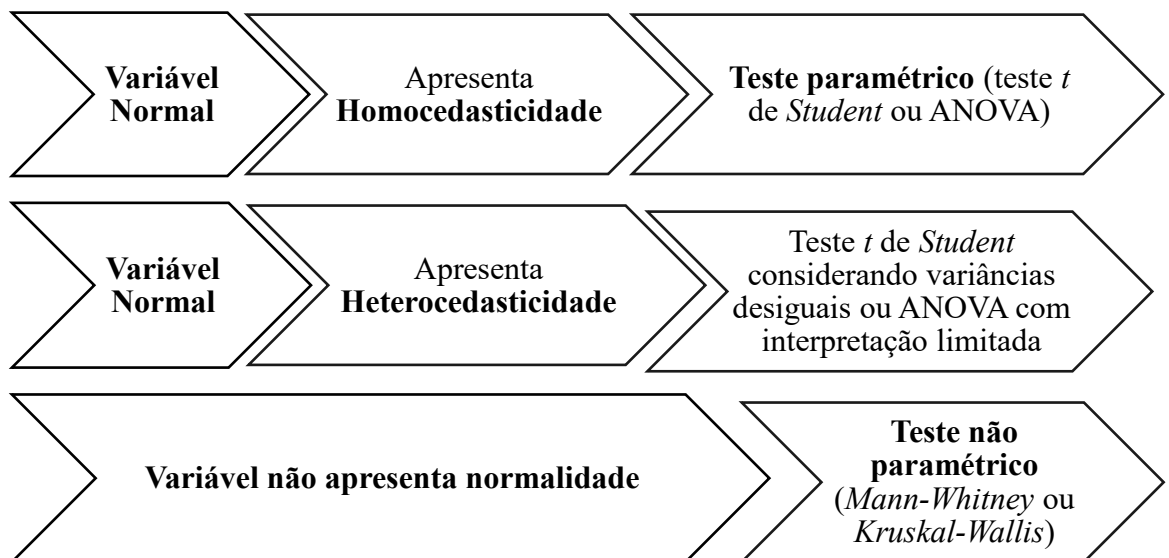 Variável
Normal
Apresenta
Homocedasticidade
Teste paramétrico (teste t
de Student ou ANOVA)
Variável
Normal
Apresenta
Heterocedasticidade
Teste t de Student
considerando variâncias
desiguais ou ANOVA com
interpretação limitada
Variável não apresenta normalidade
Teste não
paramétrico
(Mann-Whitney ou
Kruskal-Wallis)